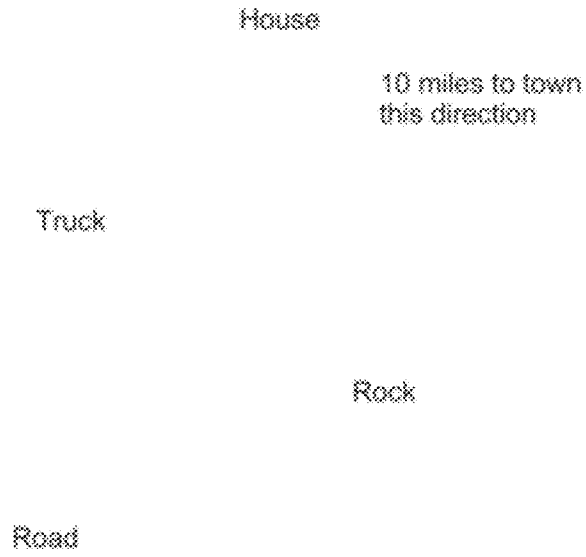 House
10 miles to town
this direction
Truck
Rock
Road